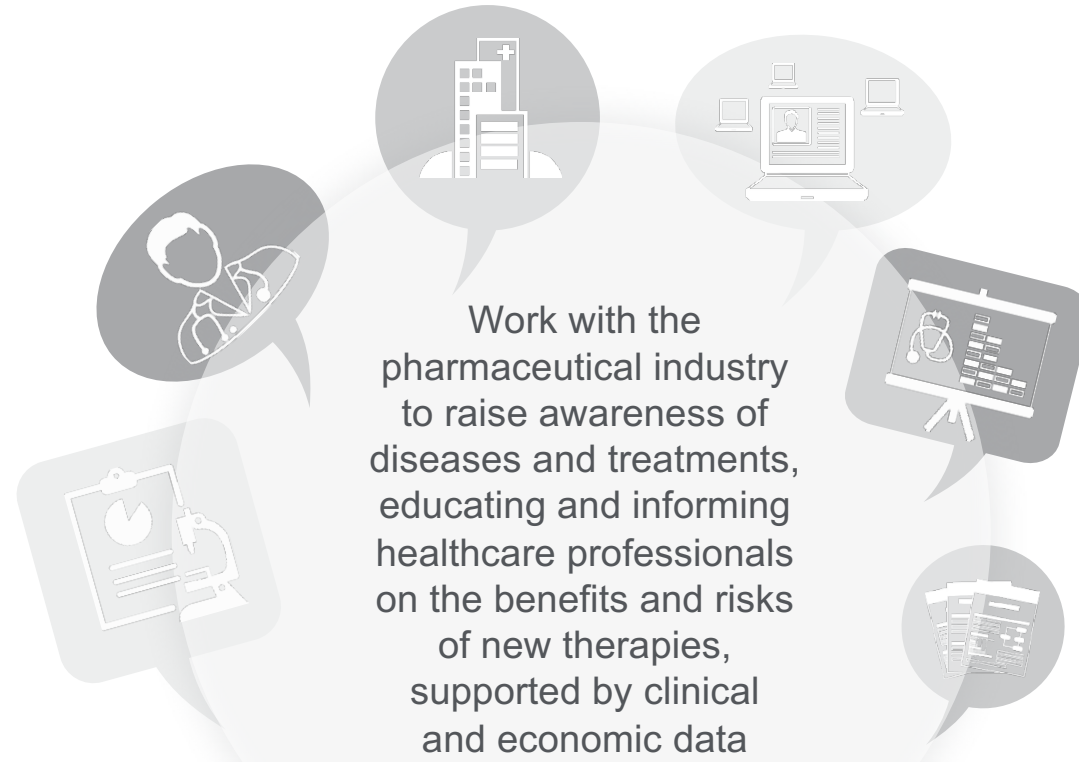 Work with the
pharmaceutical industry
to raise awareness of
diseases and treatments,
educating and informing
healthcare professionals
on the benefits and risks
of new therapies,
supported by clinical
and economic data